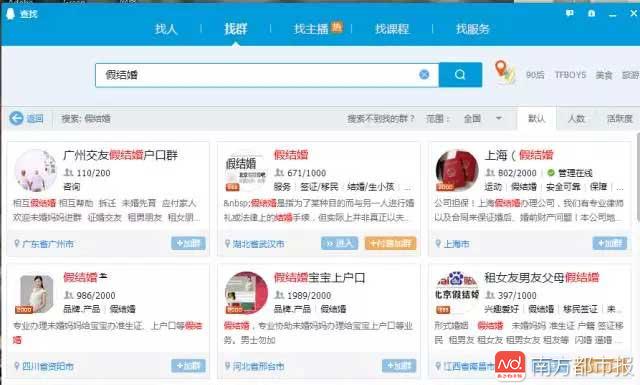 查找
找人
找群
找主播
热
找课程
找服务
假结婚
90后
TFBOYS
美食
旅游
返回
搜索: 假结婚
搜索不到我的群？
范围：
全国
默认
人数
活跃度
广州交友假结婚户口群
110/200
咨询
相互假结婚 相互帮助 拆证 未婚先育 应付家人
欢迎未婚妈妈进群 征婚交友 租男朋友 租女朋...
广东省广州市
+加群
假结婚
671/1000
服务 | 签证/移民 | 结婚/生小孩 | ...
&nbsp;假结婚是指为了某种目的而与另一人进行婚
礼或法律上的结婚手续，但实际上并非真正以夫...
湖北省武汉市
进入
+付费加群
上海（假结婚
802/2000
管理在线
运动 | 假结婚 | 安全可靠 | 保障 | ...
公司担保！上海假结婚办理公司，我们有专业律师
以及合同来保证婚后、婚前财产问题！本公司地...
上海市
+加群
2000
假结婚
986/2000
品牌.产品 | 假结婚
专业办理未婚妈妈给宝宝办准生证、上户口等假结
婚
四川省资阳市
+加群
2000
假结婚宝宝上户口
1989/2000
品牌.产品 | 假结婚
假结婚，专业协助未婚妈妈办理宝宝上户口等业
务。男士勿加
河北省邢台市
+加群
租女友男友父母假结婚
397/1000
兴趣爱好 | 假结婚 | 移民签证 | 未...
形式婚姻 假结婚 未婚妈妈 准生证 户籍 签证移
民 租男友 租女友 租男友女友 租友等 闪婚 逼婚...
江西省南昌市
南方都市报